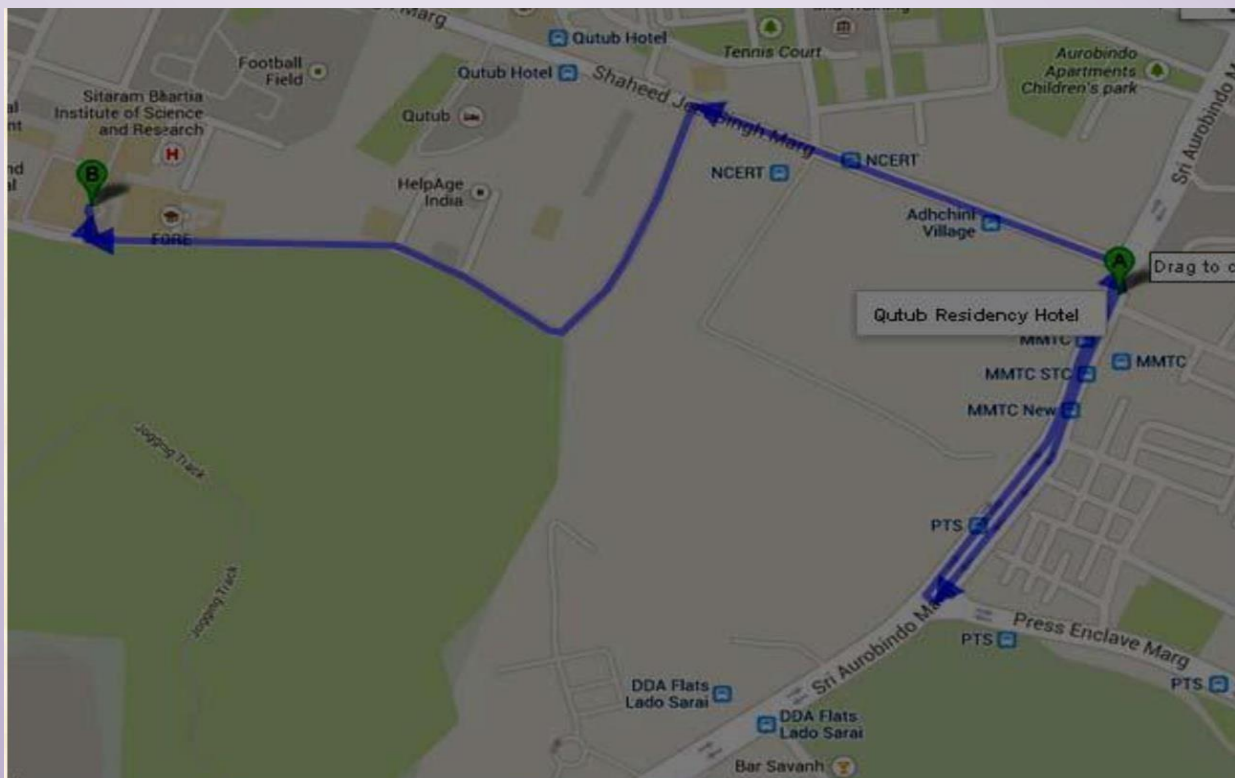 Marg
Qutub Hotel
Football
Field
Qutub Hotel
Tennis Court
Aurobindo
Apartments
Children's park
Sitaram Bhartia
Institute of Science
and Research
H
Shaheed
Singh Marg
Qutub
NCERT
NCERT
Sri Aurobindo
B
HelpAge
India
Adhchini
Village
FORE
A
Drag to
Qutub Residency Hotel
MMTC
MMTC
MMTC STC
MMTC New
Jogging Track
PTS
Jogging Track
Press Enclave Marg
PTS
PTS
Sri Aurobindo
DDA Flats
Lado Sarai
DDA Flats
Lado Sarai
Bar Savanh